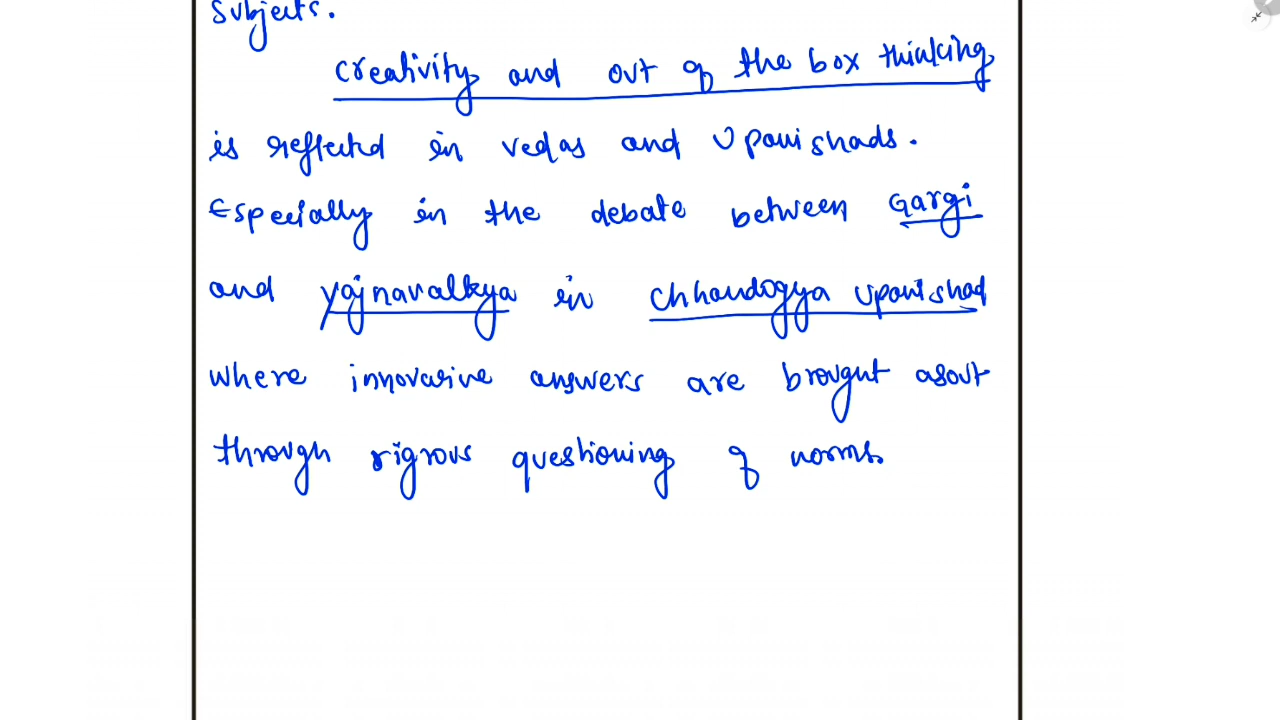 subjects.
creativity and out of the box thinking
is reflected in vedas and Upanishads.
Especially in the debate between Gargi
and Yajnavalkya in Chhandogya Upanishad
where innovative answers are brought about
through rigrous questioning of norms.